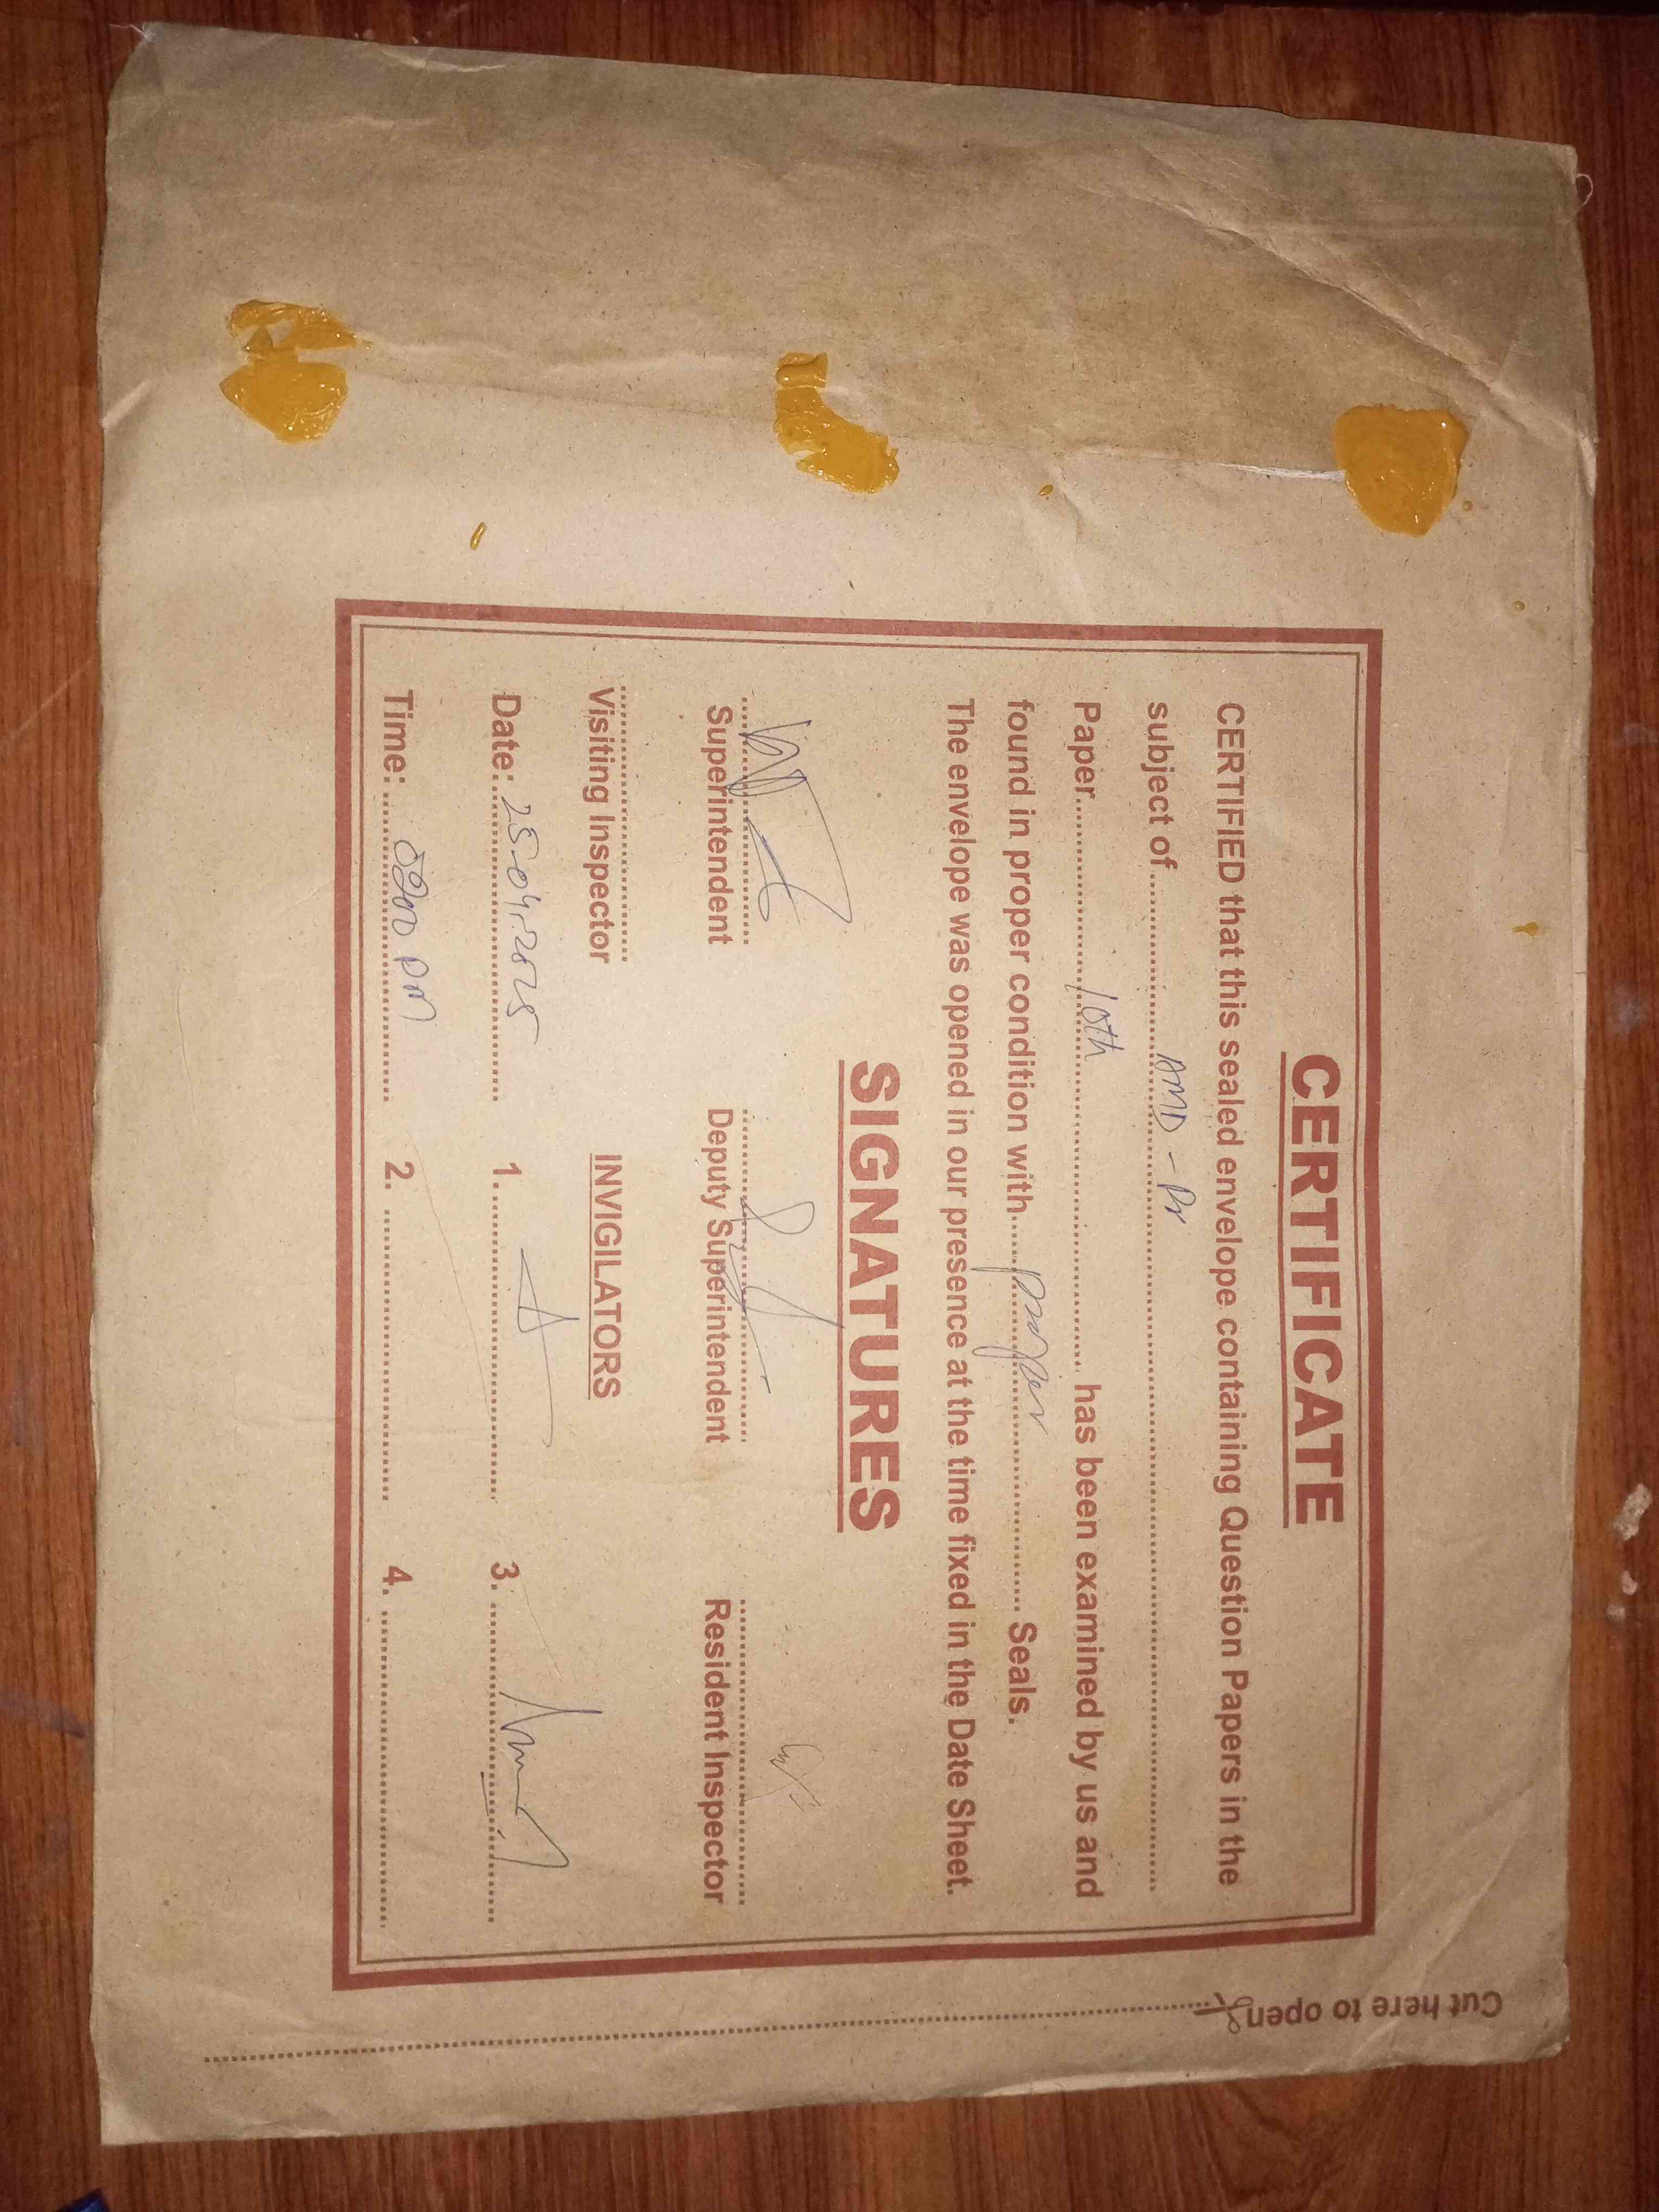 CERTIFICATE
CERTIFIED that this sealed envelope containing Question Papers in the
subject of............ AMD - Pr ............
Paper............ 10th ............ has been examined by us and
found in proper condition with...... proper ............ Seals.
The envelope was opened in our presence at the time fixed in the Date Sheet.
SIGNATURES
Superintendent Deputy Superintendent Resident Inspector
Visiting Inspector INVIGILATORS
Date: 25-04-2025 1. ............ 3. ............
Time: ...... PM 2. ............ 4. ............
Cut here to open